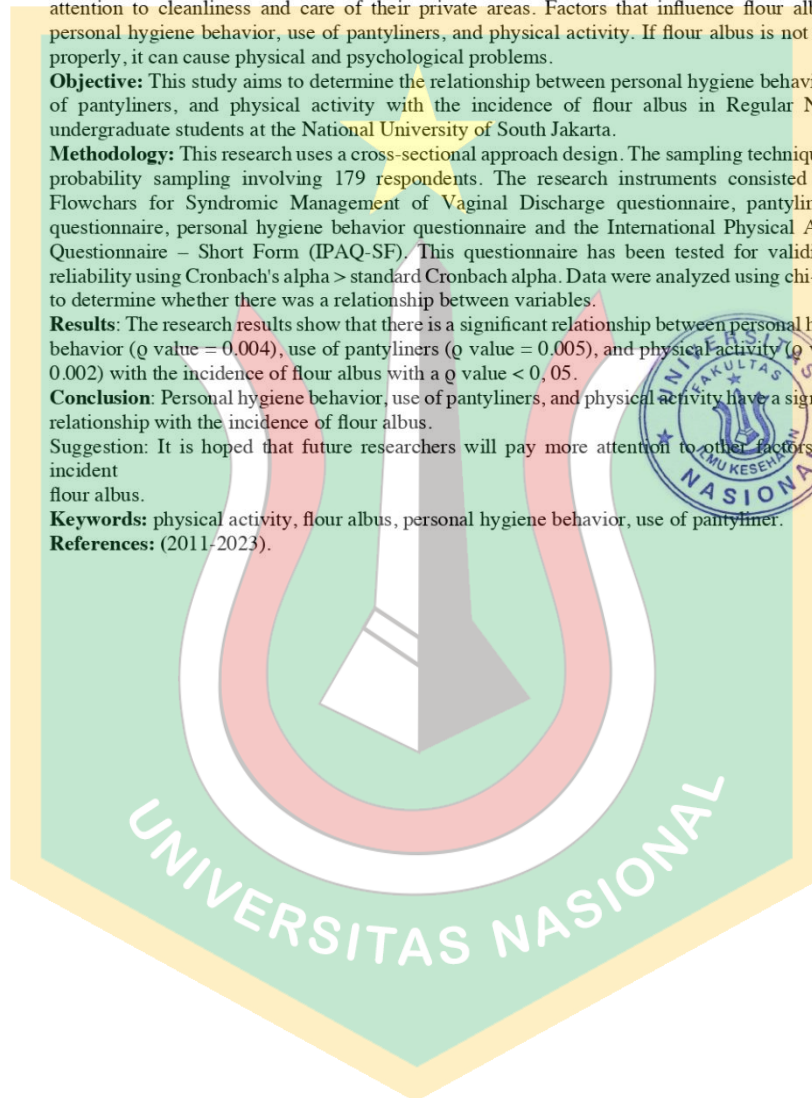 attention to cleanliness and care of their private areas. Factors that influence flour
personal hygiene behavior, use of pantyliners, and physical activity. If flour albus is not
properly, it can cause physical and psychological problems.
Objective: This study aims to determine the relationship between personal hygiene
of pantyliners, and physical activity with the incidence of flour albus in Regular
undergraduate students at the National University of South Jakarta.
Methodology: This research uses a cross-sectional approach design. The sampling
probability sampling involving 179 respondents. The research instruments consisted
Flowchars for Syndromic Management of Vaginal Discharge questionnaire,
questionnaire, personal hygiene behavior questionnaire and the International Physical
Questionnaire – Short Form (IPAQ-SF). This questionnaire has been tested for
reliability using Cronbach's alpha > standard Cronbach alpha. Data were analyzed using
to determine whether there was a relationship between variables.
Results: The research results show that there is a significant relationship between personal
behavior (ϱ value = 0.004), use of pantyliners (ϱ value = 0.005), and physical activity (ϱ
0.002) with the incidence of flour albus with a ϱ value < 0, 05.
Conclusion: Personal hygiene behavior, use of pantyliners, and physical activity have a
relationship with the incidence of flour albus.
Suggestion: It is hoped that future researchers will pay more attention to other factors
incident
flour albus.
Keywords: physical activity, flour albus, personal hygiene behavior, use of pantyliner.
References: (2011-2023).
UNIVERSITAS
FAKULTAS
ILMU KESEHATAN
NASIONAL
UNIVERSITAS NASIONAL